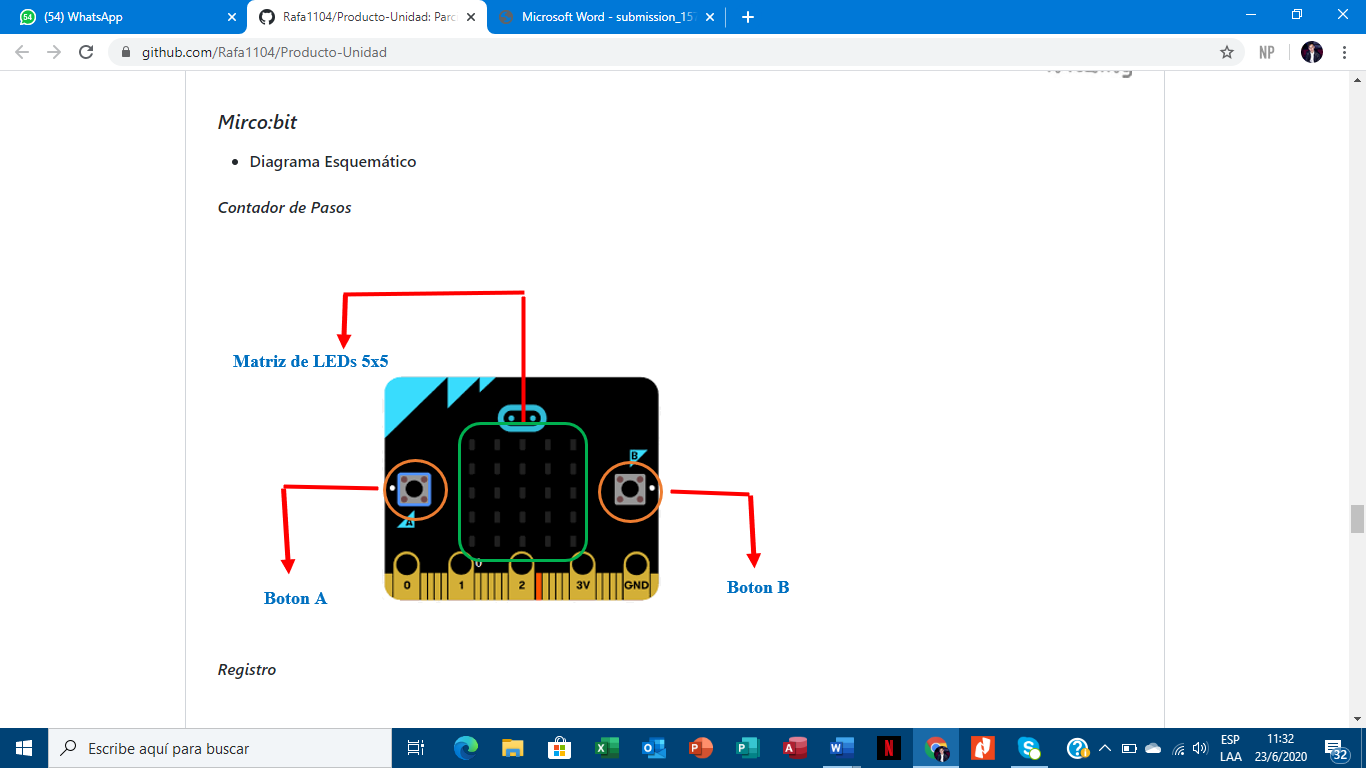 54 (54) WhatsApp
Rafa1104/Producto-Unidad: Parc
Microsoft Word - submission_15
github.com/Rafa1104/Producto-Unidad
NP
Mirco:bit
Diagrama Esquemático
Contador de Pasos
Matriz de LEDs 5x5
B
A
0
0 1 2 3V GND
Boton A
Boton B
Registro
Escribe aquí para buscar
ESP
LAA
11:32
23/6/2020
32